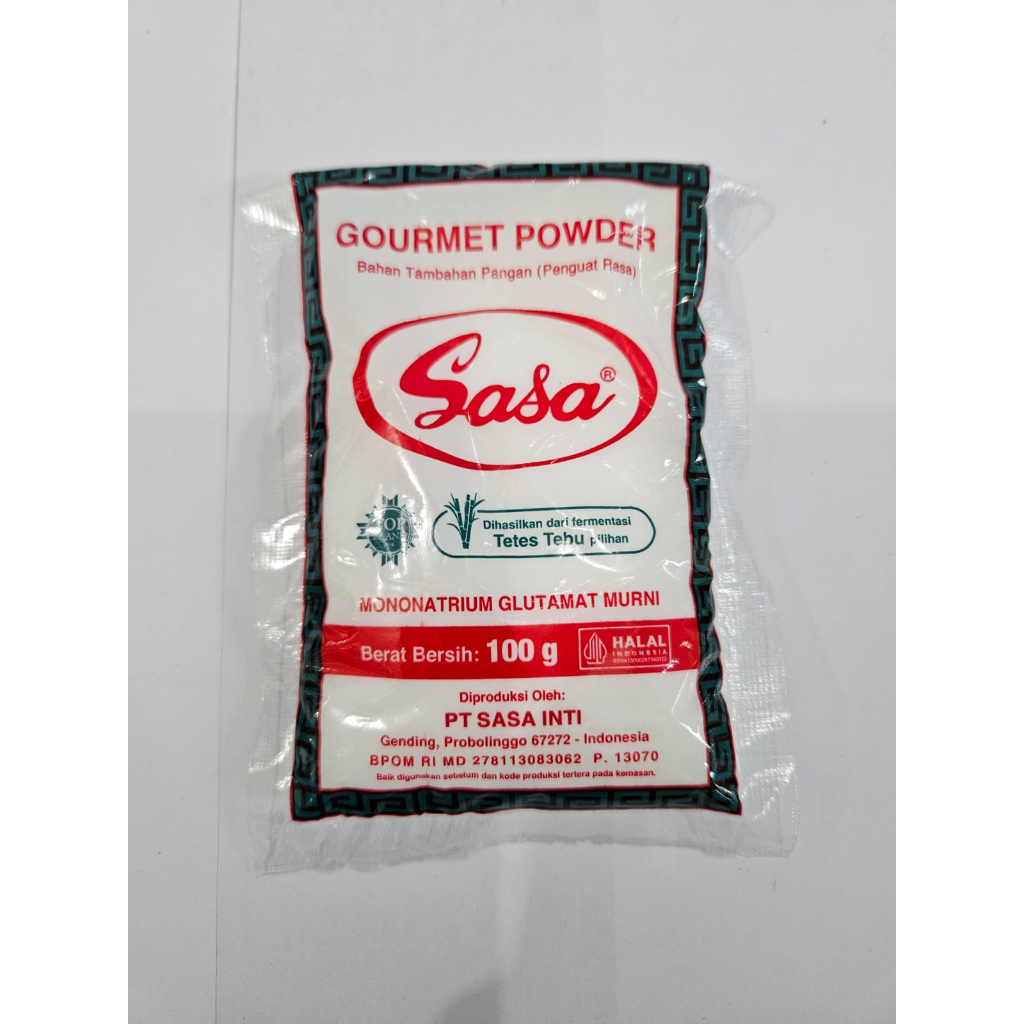 GOURMET POWDER
Bahan Tambahan Pangan (Penguat Rasa)
Sasa®
TOP
BRAND
Dihasilkan dari fermentasi
Tetes Tebu pilihan
MONONATRIUM GLUTAMAT MURNI
Berat Bersih: 100 g
HALAL
INDONESIA
Diproduksi Oleh:
PT SASA INTI
Gending, Probolinggo 67272 - Indonesia
BPOM RI MD 278113083062 P. 13070
Baik digunakan sebelum dan kode produksi tertera pada kemasan.